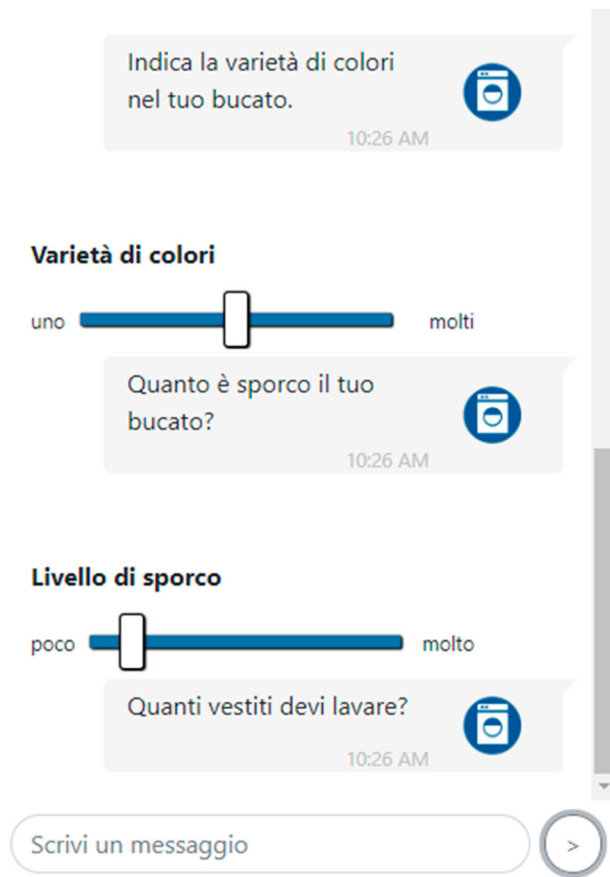 Indica la varietà di colori
nel tuo bucato.
10:26 AM
Varietà di colori
uno molti
Quanto è sporco il tuo
bucato?
10:26 AM
Livello di sporco
poco molto
Quanti vestiti devi lavare?
10:26 AM
Scrivi un messaggio >